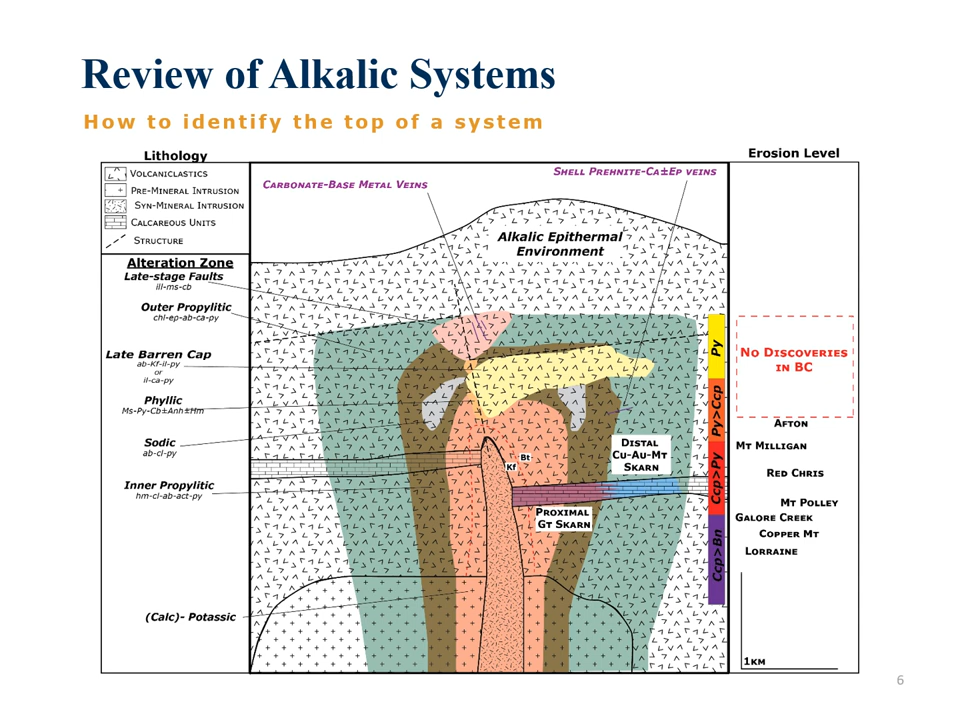 Review of Alkalic Systems
How to identify the top of a system
Lithology
VOLCANICLASTICS
PRE-MINERAL INTRUSION
SYN-MINERAL INTRUSION
CALCAREOUS UNITS
STRUCTURE
Alteration Zone
Late-stage Faults
ill-ms-cb
Outer Propylitic
chl-ep-ab-ca-py
Late Barren Cap
ab-Kf-il-py
or
il-ca-py
Phyllic
Ms-Py-Cb±Anh±Hm
Sodic
ab-cl-py
Inner Propylitic
hm-cl-ab-act-py
(Calc)- Potassic
CARBONATE-BASE METAL VEINS
SHELL PREHNITE-CA±EP VEINS
Alkalic Epithermal
Environment
Bt
Kf
DISTAL
CU-AU-MT
SKARN
PROXIMAL
GT SKARN
Py
Py>Ccp
Ccp>Py
Ccp>Bn
Erosion Level
NO DISCOVERIES
IN BC
AFTON
MT MILLIGAN
RED CHRIS
MT POLLEY
GALORE CREEK
COPPER MT
LORRAINE
1KM
6